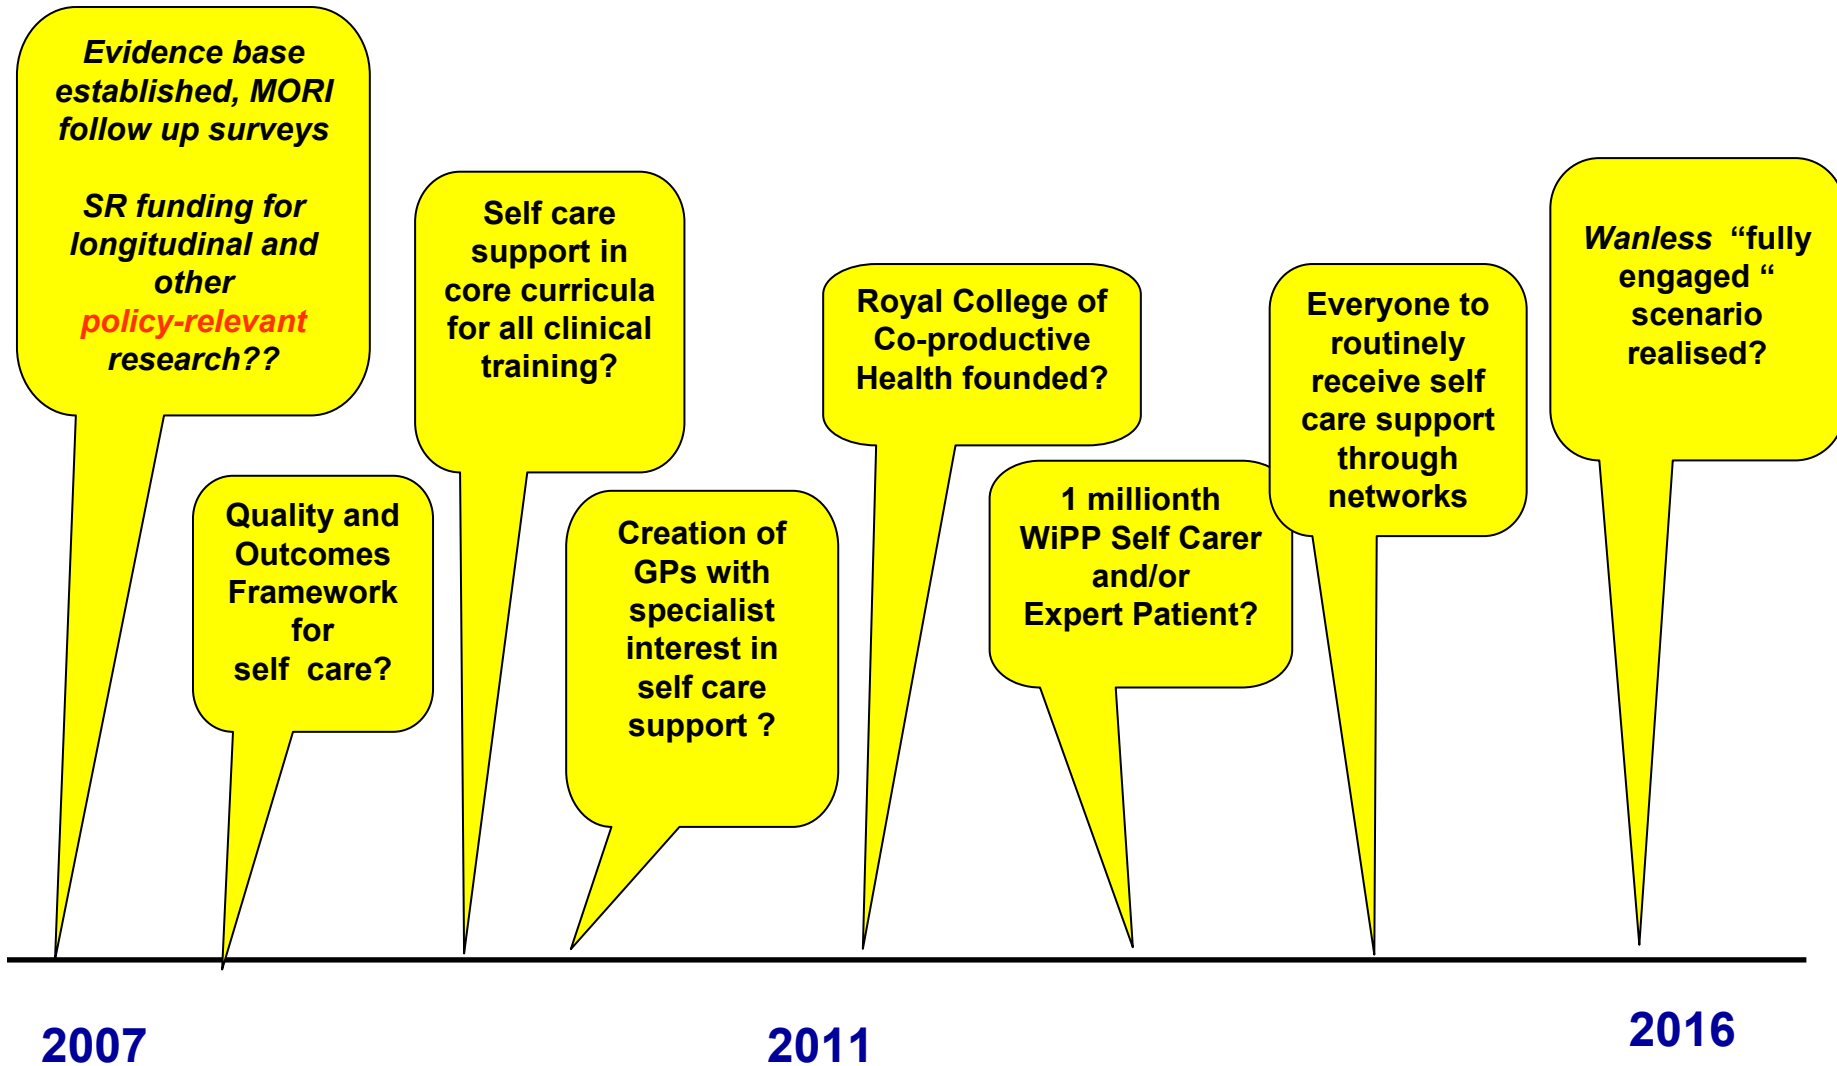 Evidence base
established, MORI
follow up surveys
SR funding for
longitudinal and
other
policy-relevant
research??
Quality and
Outcomes
Framework
for
self  care?
Self care
support in
core curricula
for all clinical
training?
Creation of
GPs with
specialist
interest in
self care
support ?
Royal College of
Co-productive
Health founded?
1 millionth
WiPP Self Carer
and/or
Expert Patient?
Everyone to
routinely
receive self
care support
through
networks
Wanless  “fully
engaged “
scenario
realised?
2007
2011
2016